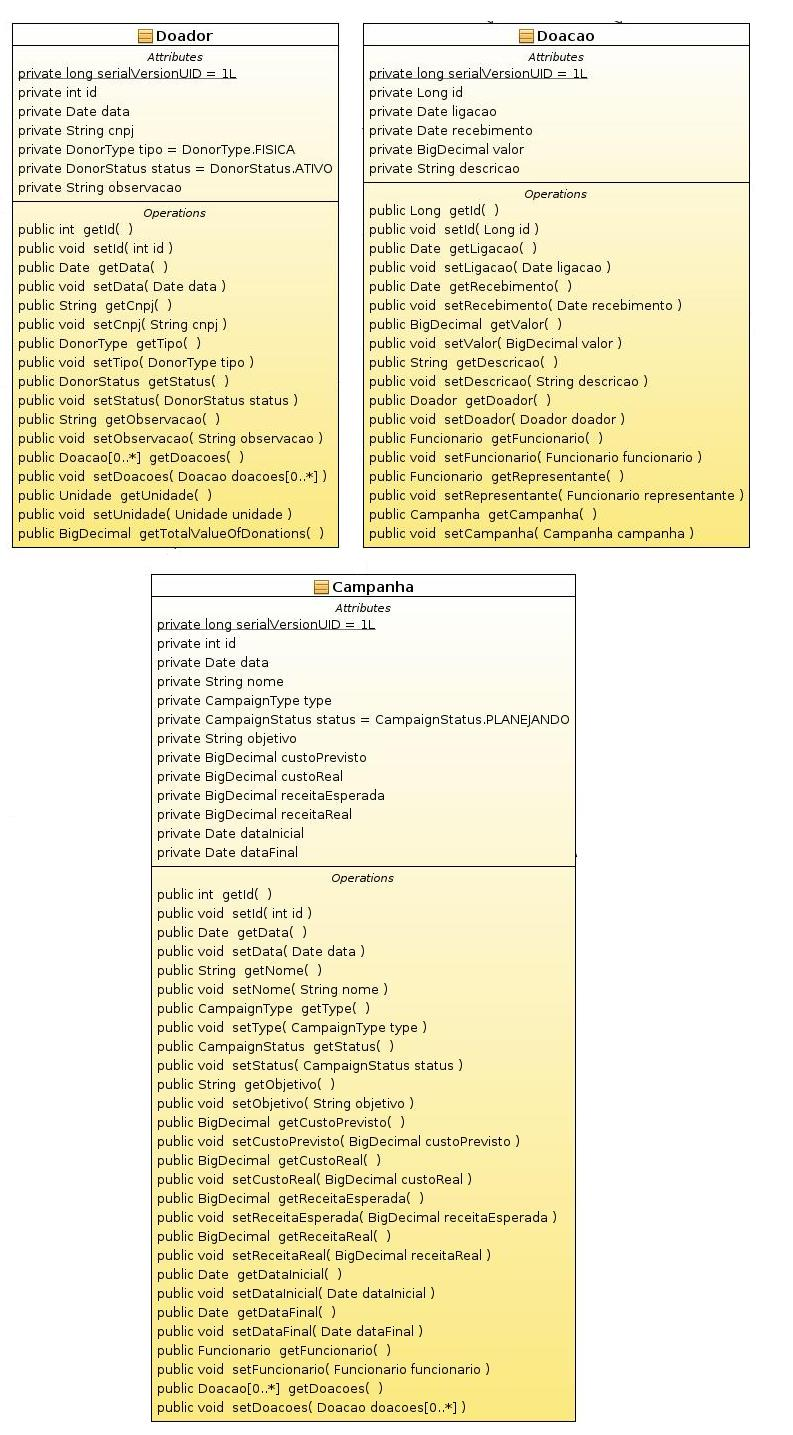 Doador
Attributes
private long serialVersionUID = 1L
private int id
private Date data
private String cnpj
private DonorType tipo = DonorType.FISICA
private DonorStatus status = DonorStatus.ATIVO
private String observacao
Operations
public int  getId(  )
public void  setId( int id )
public Date  getData(  )
public void  setData( Date data )
public String  getCnpj(  )
public void  setCnpj( String cnpj )
public DonorType  getTipo(  )
public void  setTipo( DonorType tipo )
public DonorStatus  getStatus(  )
public void  setStatus( DonorStatus status )
public String  getObservacao(  )
public void  setObservacao( String observacao )
public Doacao[0..*]  getDoacoes(  )
public void  setDoacoes( Doacao doacoes[0..*] )
public Unidade  getUnidade(  )
public void  setUnidade( Unidade unidade )
public BigDecimal  getTotalValueOfDonations(  )
Doacao
Attributes
private long serialVersionUID = 1L
private Long id
private Date ligacao
private Date recebimento
private BigDecimal valor
private String descricao
Operations
public Long  getId(  )
public void  setId( Long id )
public Date  getLigacao(  )
public void  setLigacao( Date ligacao )
public Date  getRecebimento(  )
public void  setRecebimento( Date recebimento )
public BigDecimal  getValor(  )
public void  setValor( BigDecimal valor )
public String  getDescricao(  )
public void  setDescricao( String descricao )
public Doador  getDoador(  )
public void  setDoador( Doador doador )
public Funcionario  getFuncionario(  )
public void  setFuncionario( Funcionario funcionario )
public Funcionario  getRepresentante(  )
public void  setRepresentante( Funcionario representante )
public Campanha  getCampanha(  )
public void  setCampanha( Campanha campanha )
Campanha
Attributes
private long serialVersionUID = 1L
private int id
private Date data
private String nome
private CampaignType type
private CampaignStatus status = CampaignStatus.PLANEJANDO
private String objetivo
private BigDecimal custoPrevisto
private BigDecimal custoReal
private BigDecimal receitaEsperada
private BigDecimal receitaReal
private Date dataInicial
private Date dataFinal
Operations
public int  getId(  )
public void  setId( int id )
public Date  getData(  )
public void  setData( Date data )
public String  getNome(  )
public void  setNome( String nome )
public CampaignType  getType(  )
public void  setType( CampaignType type )
public CampaignStatus  getStatus(  )
public void  setStatus( CampaignStatus status )
public String  getObjetivo(  )
public void  setObjetivo( String objetivo )
public BigDecimal  getCustoPrevisto(  )
public void  setCustoPrevisto( BigDecimal custoPrevisto )
public BigDecimal  getCustoReal(  )
public void  setCustoReal( BigDecimal custoReal )
public BigDecimal  getReceitaEsperada(  )
public void  setReceitaEsperada( BigDecimal receitaEsperada )
public BigDecimal  getReceitaReal(  )
public void  setReceitaReal( BigDecimal receitaReal )
public Date  getDataInicial(  )
public void  setDataInicial( Date dataInicial )
public Date  getDataFinal(  )
public void  setDataFinal( Date dataFinal )
public Funcionario  getFuncionario(  )
public void  setFuncionario( Funcionario funcionario )
public Doacao[0..*]  getDoacoes(  )
public void  setDoacoes( Doacao doacoes[0..*] )